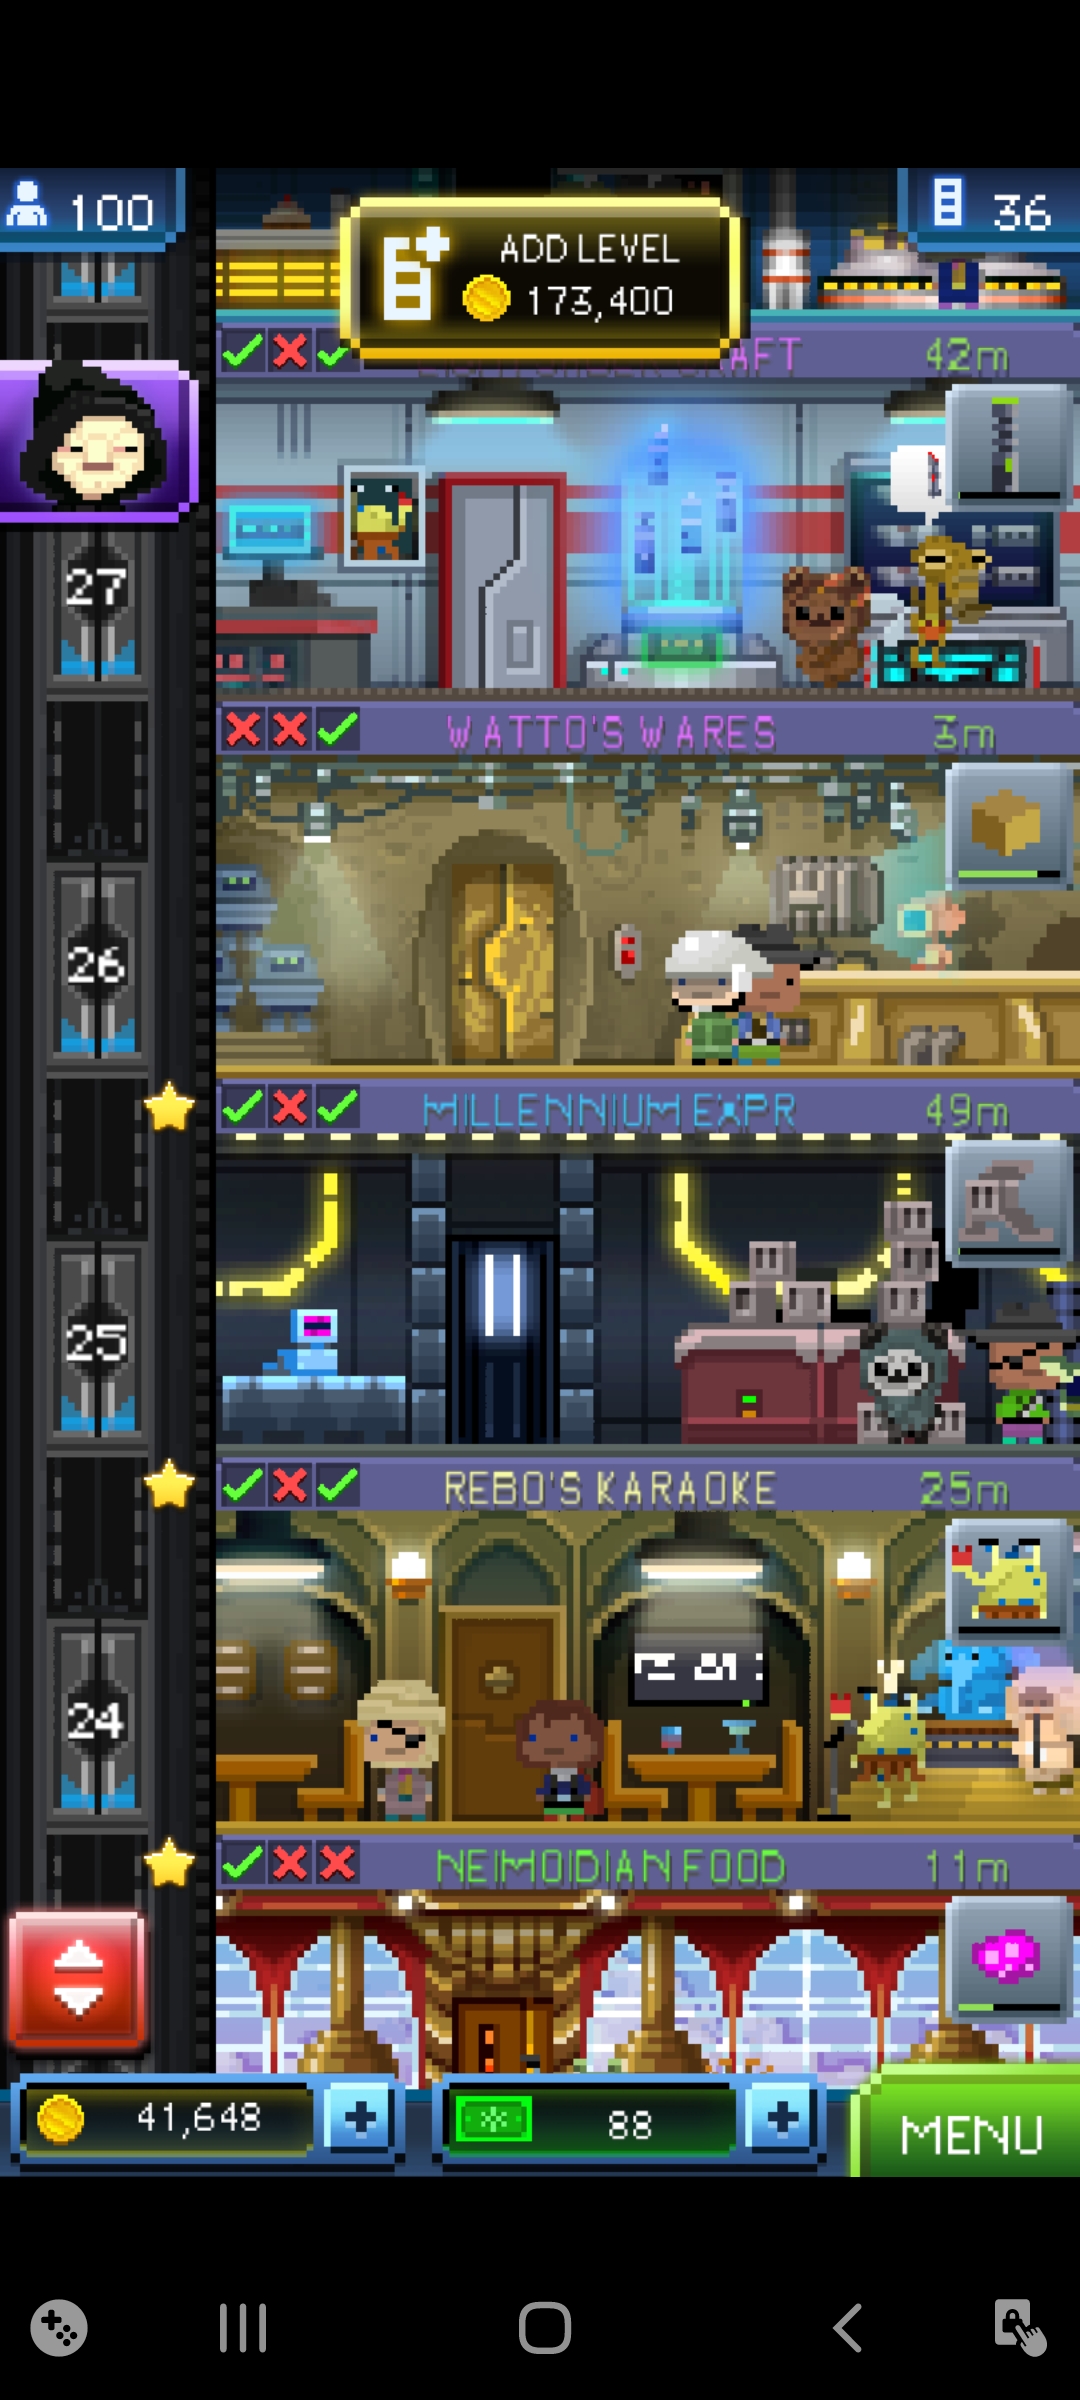 100
36
ADD LEVEL
173,400
AFT 42m
27
WATTO'S WARES 3m
26
MILLENNIUM EXPR 49m
25
REBO'S KARAOKE 25m
24
NEIMOIDIAN FOOD 11m
41,648
88
MENU